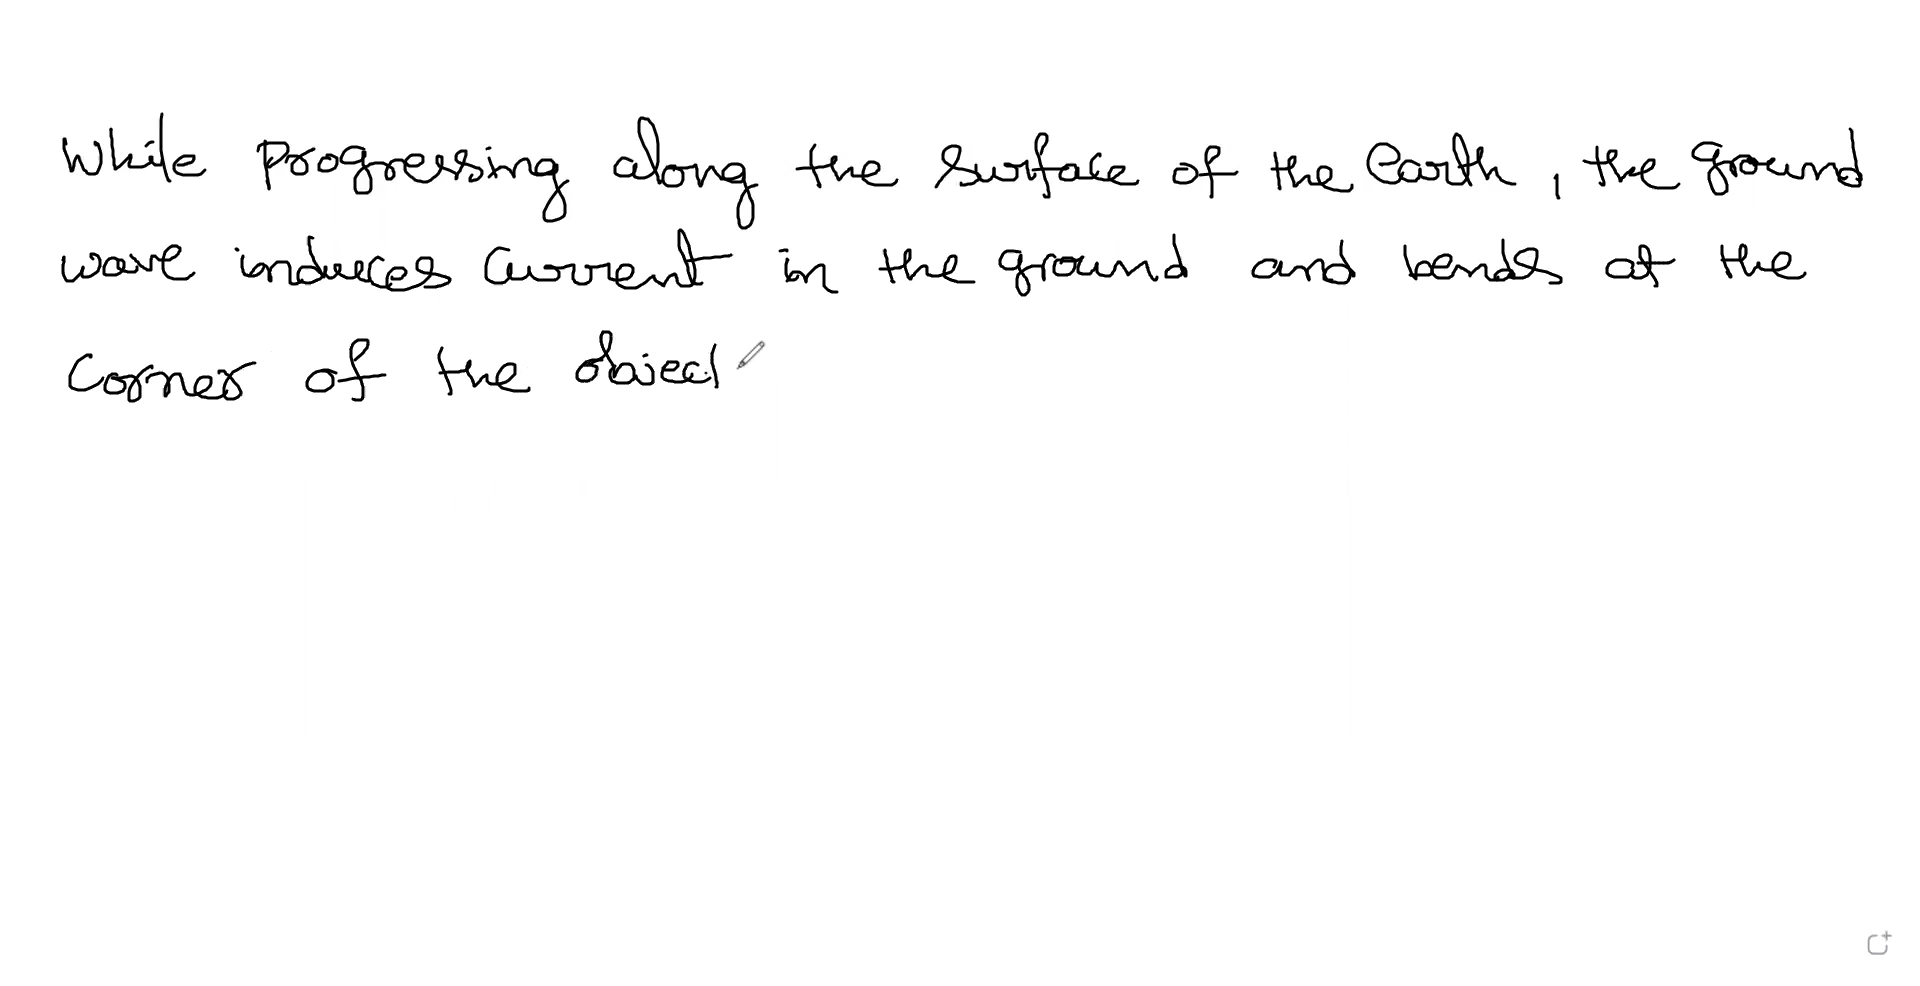 While progressing along the surface of the Earth, the ground
wave induces current in the ground and bends at the
corner of the object